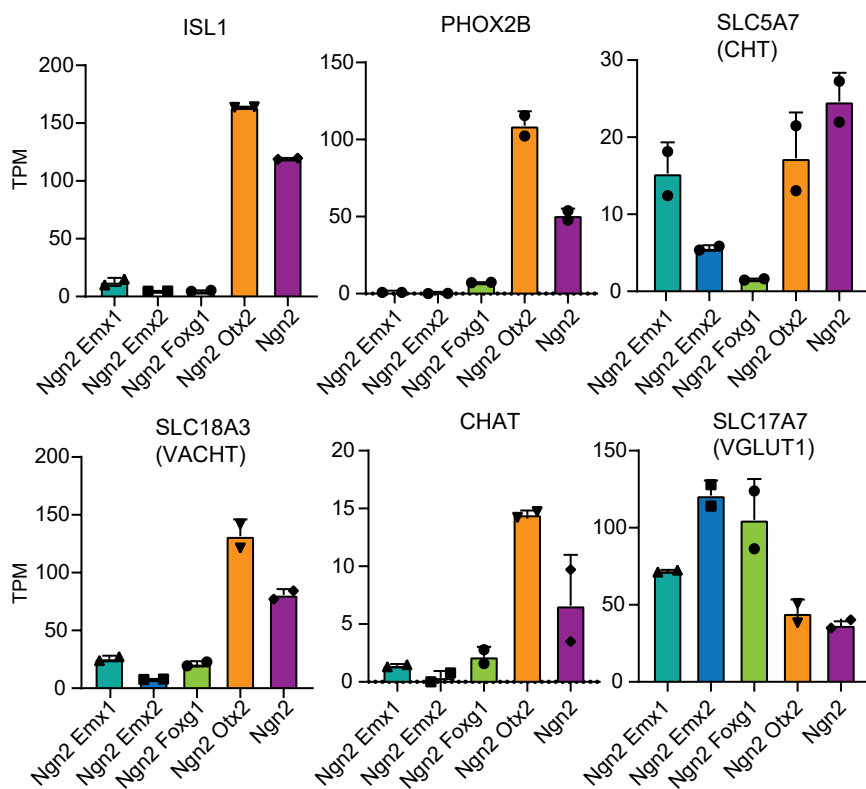 ISL1
TPM
200
150
100
50
0
Ngn2 Emx1
Ngn2 Emx2
Ngn2 Foxg1
Ngn2 Otx2
Ngn2
PHOX2B
150
100
50
0
Ngn2 Emx1
Ngn2 Emx2
Ngn2 Foxg1
Ngn2 Otx2
Ngn2
SLC5A7
(CHT)
30
20
10
0
Ngn2 Emx1
Ngn2 Emx2
Ngn2 Foxg1
Ngn2 Otx2
Ngn2
SLC18A3
(VACHT)
TPM
200
150
100
50
0
Ngn2 Emx1
Ngn2 Emx2
Ngn2 Foxg1
Ngn2 Otx2
Ngn2
CHAT
20
15
10
5
0
Ngn2 Emx1
Ngn2 Emx2
Ngn2 Foxg1
Ngn2 Otx2
Ngn2
SLC17A7
(VGLUT1)
150
100
50
0
Ngn2 Emx1
Ngn2 Emx2
Ngn2 Foxg1
Ngn2 Otx2
Ngn2